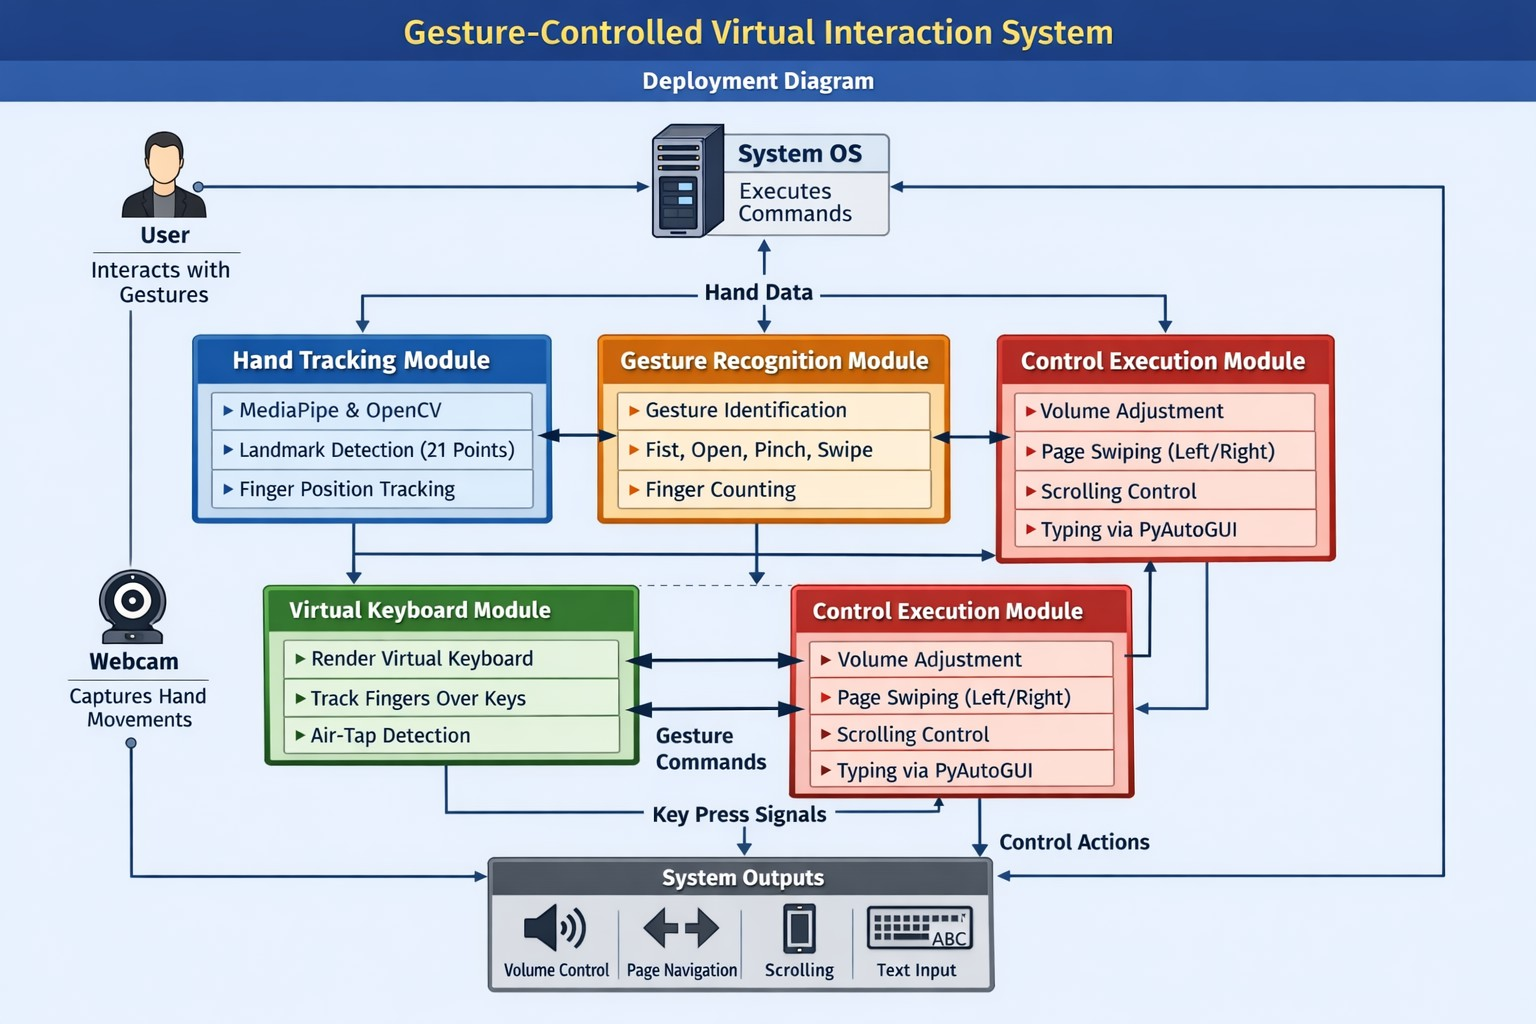 Gesture-Controlled Virtual Interaction System
Deployment Diagram
System OS
Executes
Commands
User
Interacts with
Gestures
Hand Data
Hand Tracking Module
▸ MediaPipe & OpenCV
▸ Landmark Detection (21 Points)
▸ Finger Position Tracking
Gesture Recognition Module
▸ Gesture Identification
▸ Fist, Open, Pinch, Swipe
▸ Finger Counting
Control Execution Module
▸ Volume Adjustment
▸ Page Swiping (Left/Right)
▸ Scrolling Control
▸ Typing via PyAutoGUI
Webcam
Captures Hand
Movements
Virtual Keyboard Module
▸ Render Virtual Keyboard
▸ Track Fingers Over Keys
▸ Air-Tap Detection
Gesture
Commands
Control Execution Module
▸ Volume Adjustment
▸ Page Swiping (Left/Right)
▸ Scrolling Control
▸ Typing via PyAutoGUI
Key Press Signals
Control Actions
System Outputs
ABC
Volume Control
Page Navigation
Scrolling
Text Input